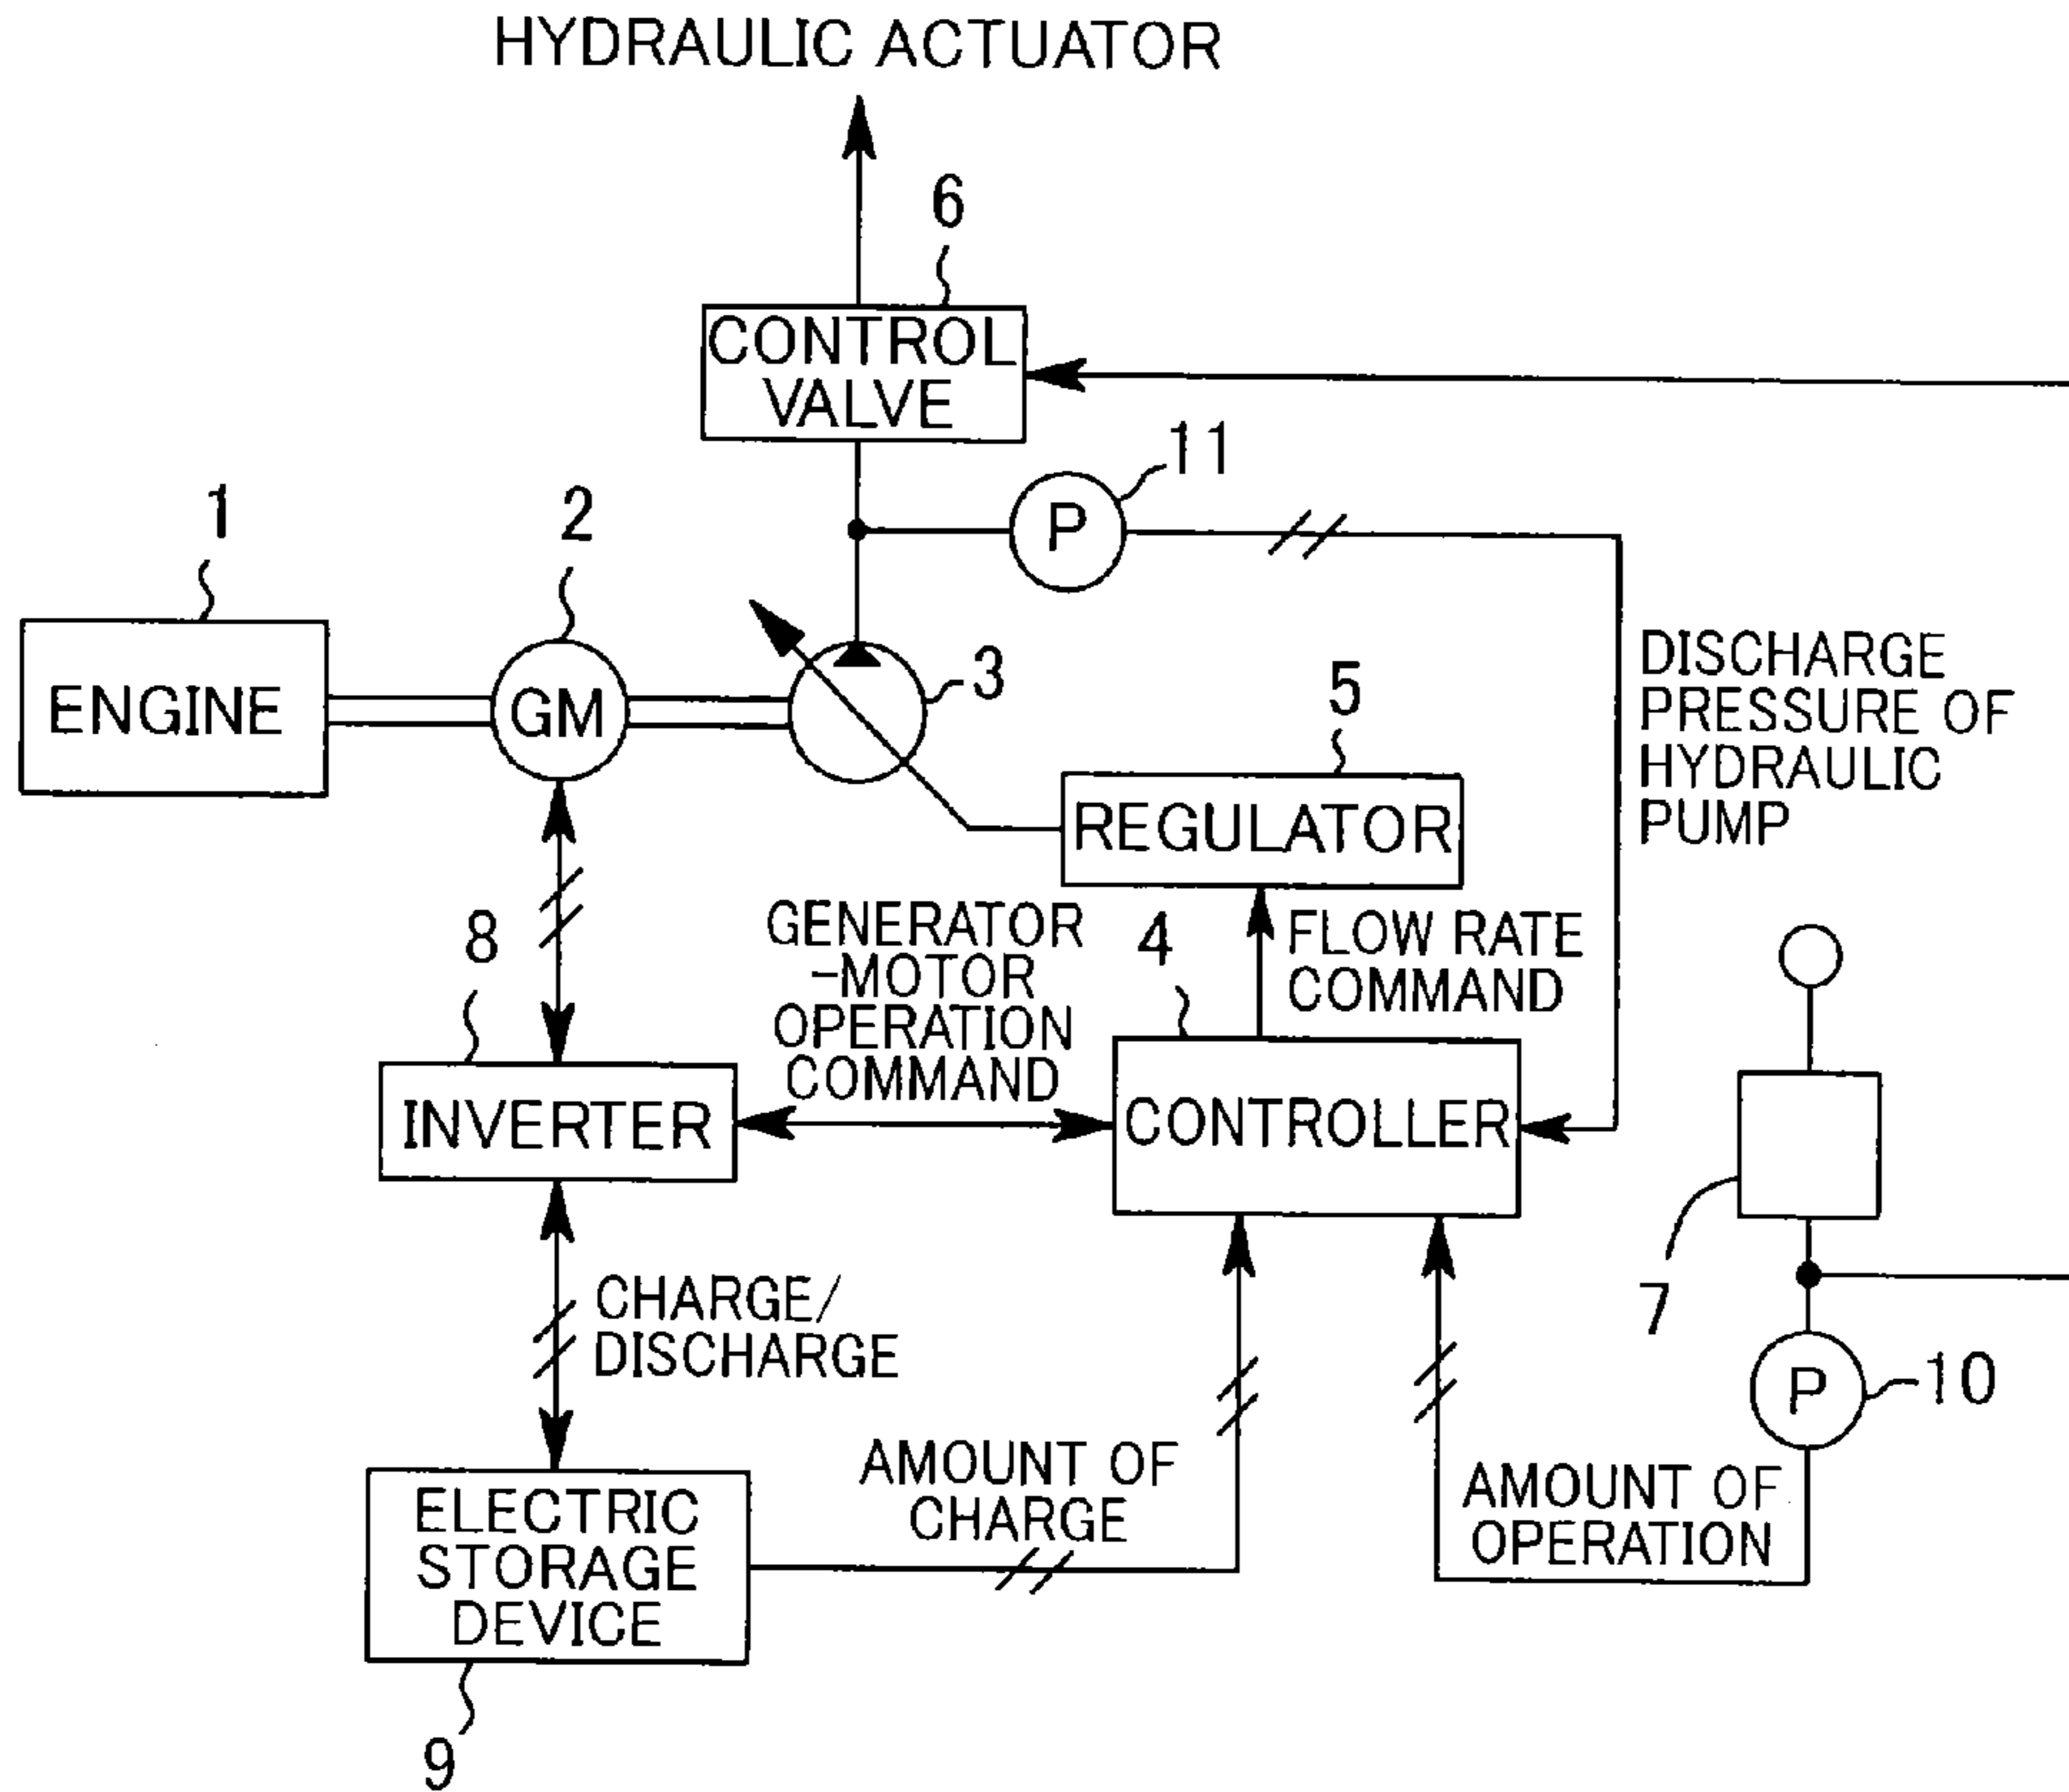 HYDRAULIC ACTUATOR
6
CONTROL
VALVE
11
P
1
2
3
ENGINE
GM
5
REGULATOR
DISCHARGE
PRESSURE OF
HYDRAULIC
PUMP
8
GENERATOR
-MOTOR
OPERATION
COMMAND
4
FLOW RATE
COMMAND
INVERTER
CONTROLLER
7
CHARGE/
DISCHARGE
P
10
AMOUNT OF
CHARGE
AMOUNT OF
OPERATION
ELECTRIC
STORAGE
DEVICE
9